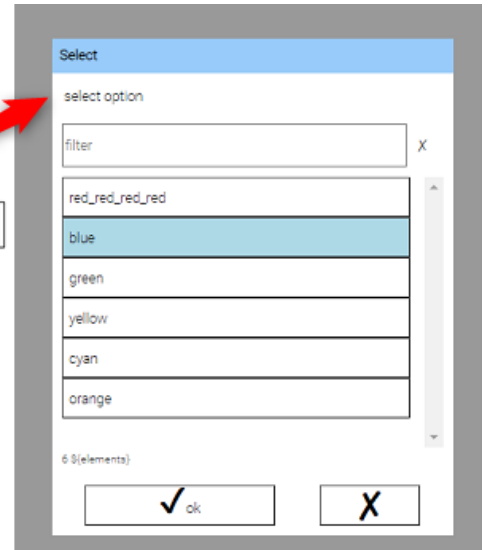 Select
select option
filter X
red_red_red_red
blue
green
yellow
cyan
orange
6 ${elements}
✓ ok ✗